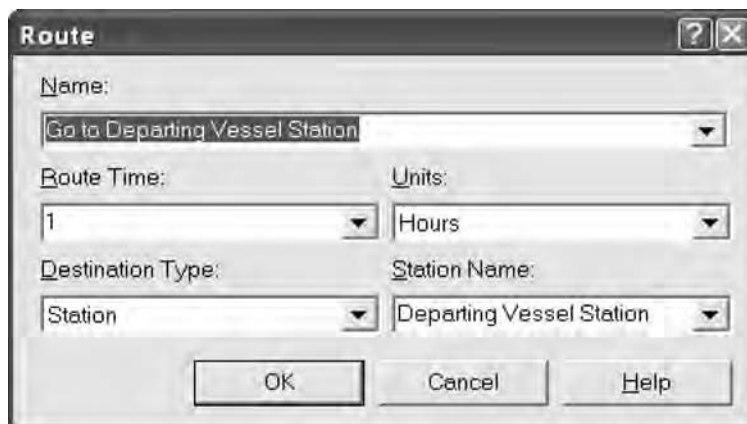 Route
Name:
Go to Departing Vessel Station
Route Time: Units:
1 Hours
Destination Type: Station Name:
Station Departing Vessel Station
OK Cancel Help